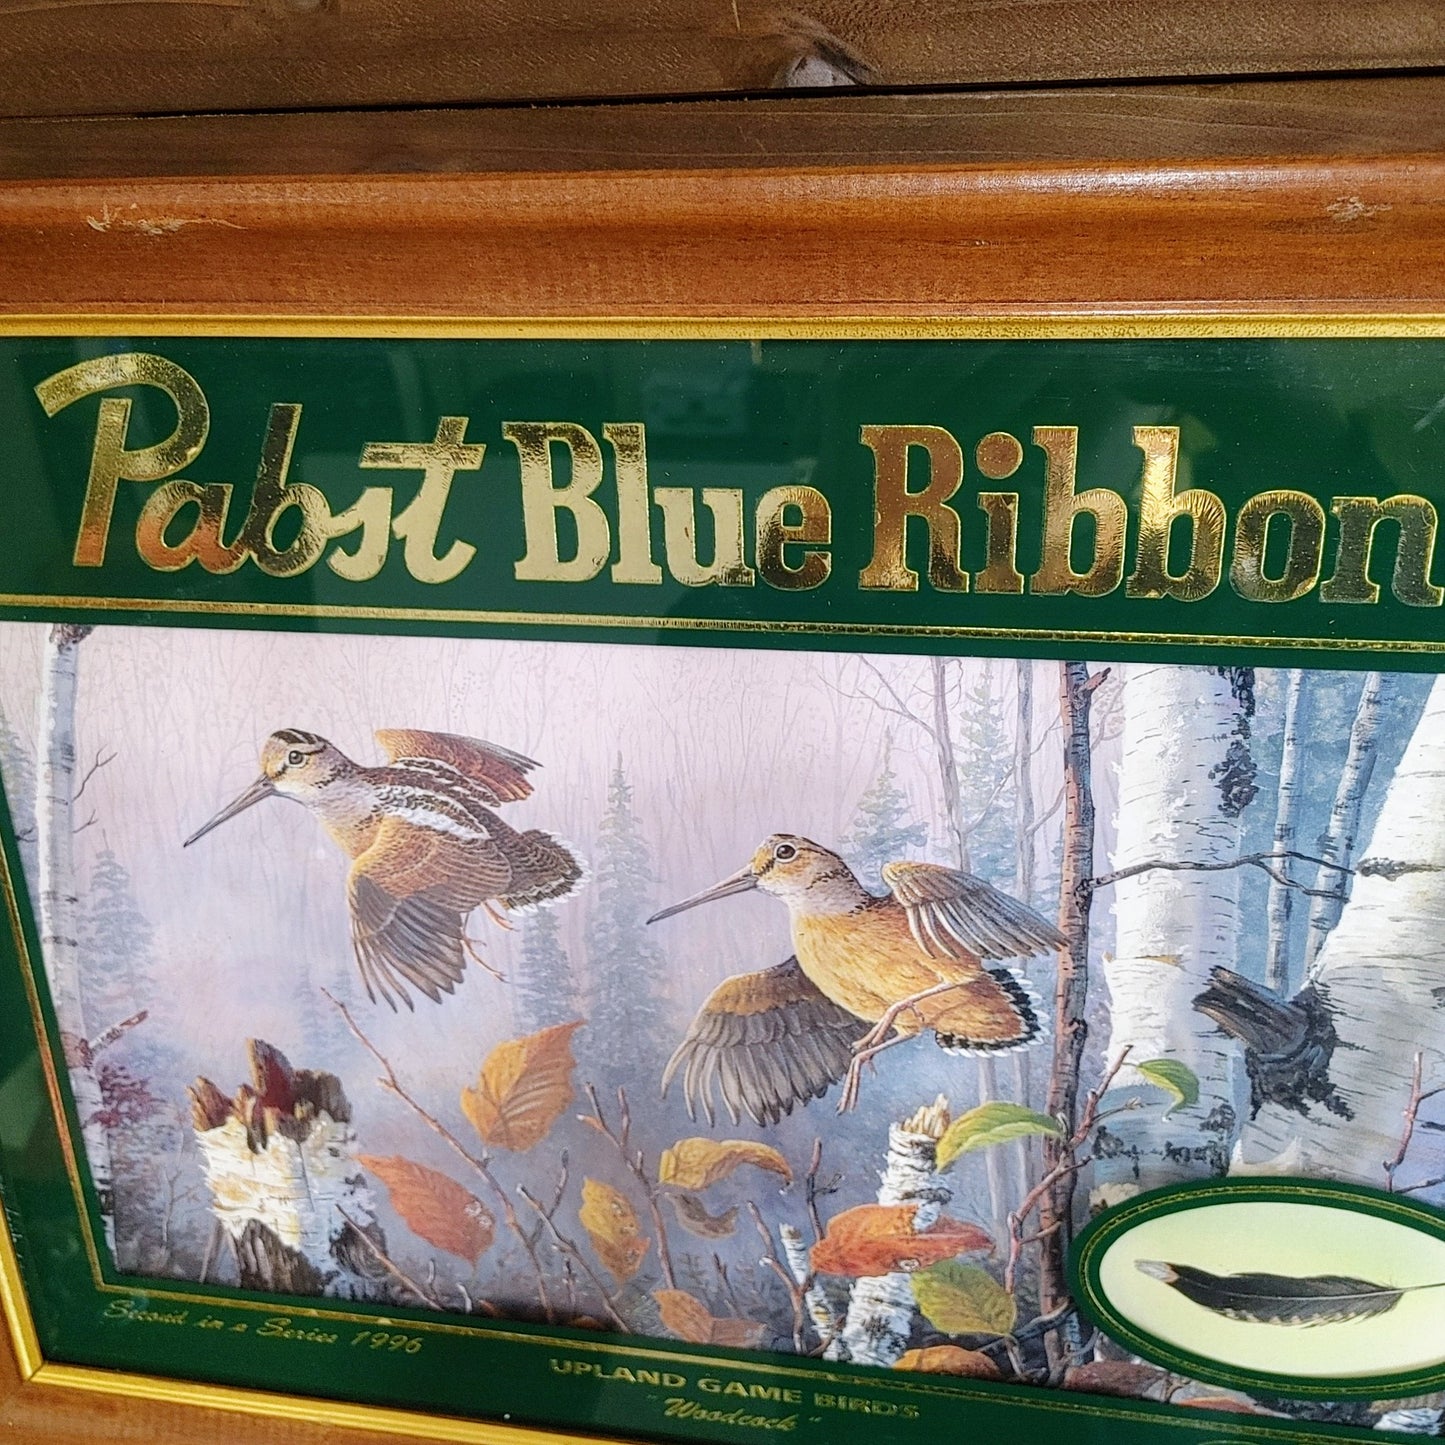 Pabst Blue Ribbon
Second in a Series 1996
UPLAND GAME BIRDS
"Woodcock"